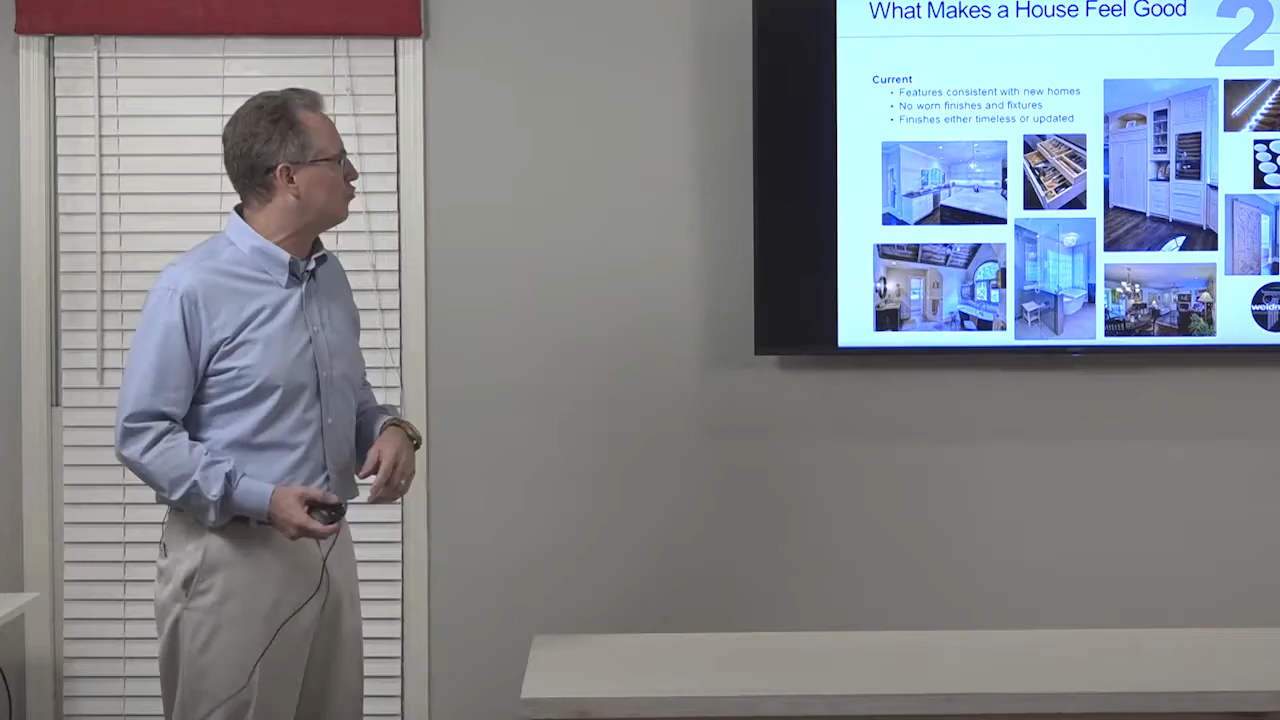 What Makes a House Feel Good
2
Current
• Features consistent with new homes
• No worn finishes and fixtures
• Finishes either timeless or updated